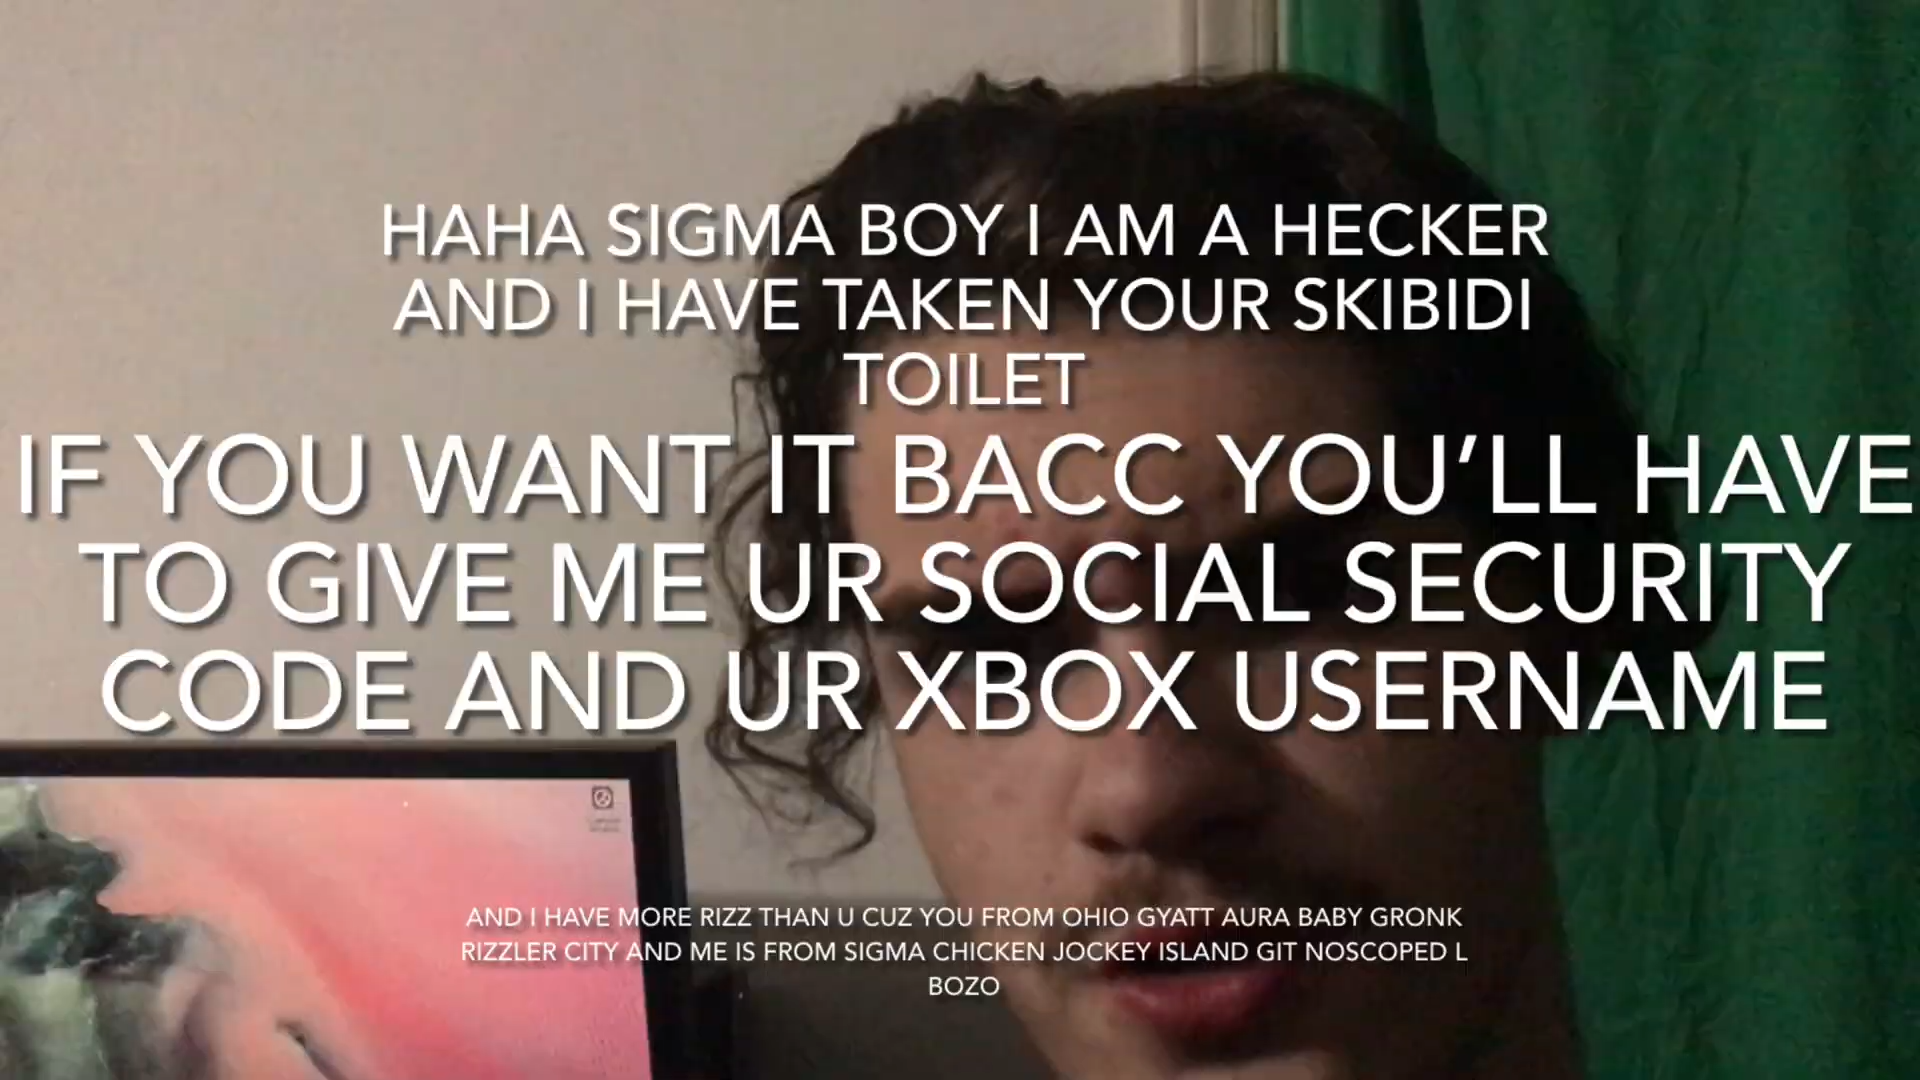 HAHA SIGMA BOY I AM A HECKER
AND I HAVE TAKEN YOUR SKIBIDI
TOILET
IF YOU WANT IT BACC YOU’LL HAVE
TO GIVE ME UR SOCIAL SECURITY
CODE AND UR XBOX USERNAME
AND I HAVE MORE RIZZ THAN U CUZ YOU FROM OHIO GYATT AURA BABY GRONK
RIZZLER CITY AND ME IS FROM SIGMA CHICKEN JOCKEY ISLAND GIT NOSCOPED L
BOZO